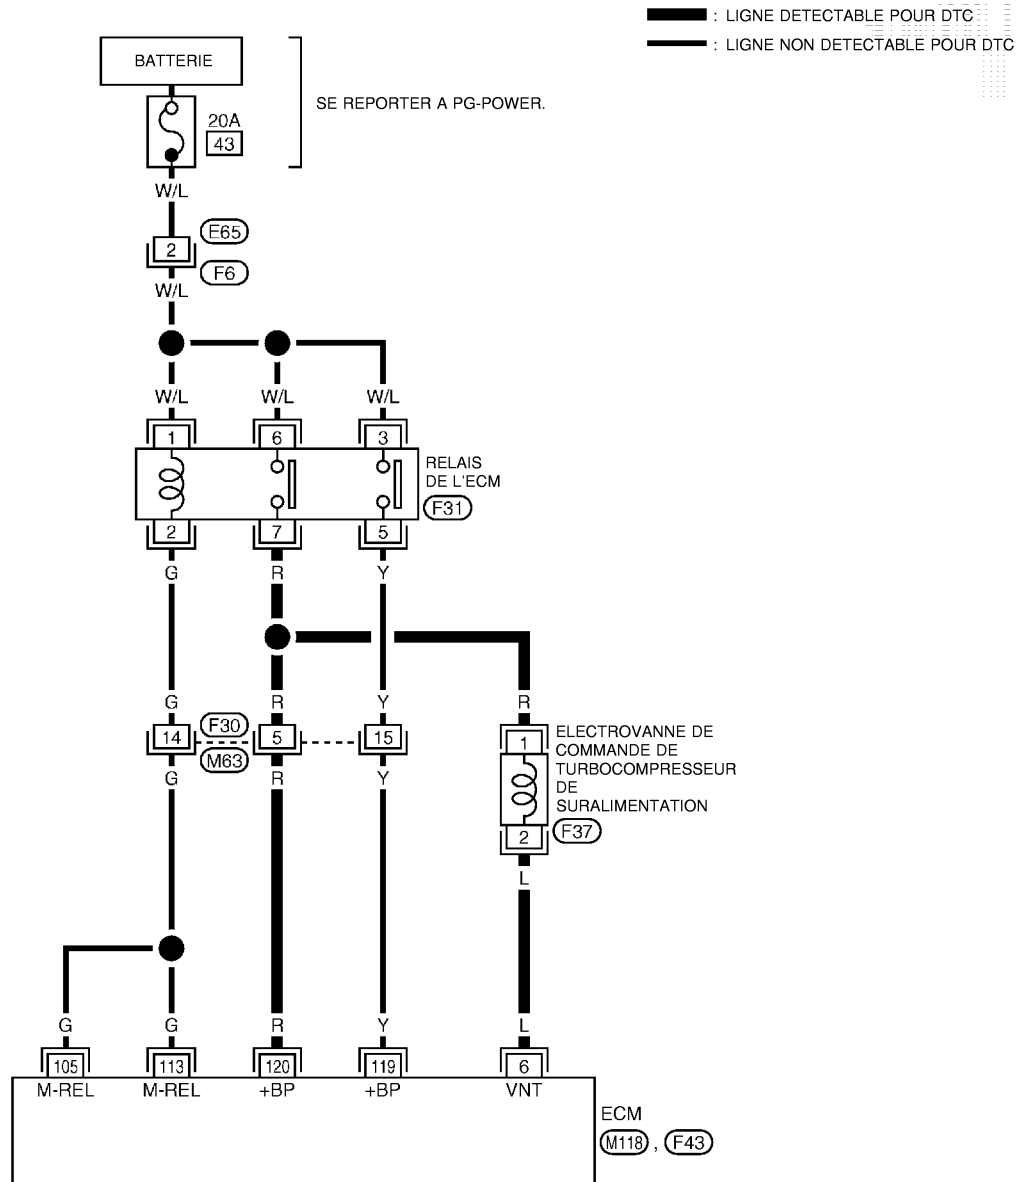 : LIGNE DETECTABLE POUR DTC
: LIGNE NON DETECTABLE POUR DTC
BATTERIE
SE REPORTER A PG-POWER.
20A
43
W/L
E65
2
F6
W/L
W/L W/L W/L
1 6 3
RELAIS
DE L'ECM
F31
2 7 5
G R Y
G R Y R
14 F30 5 15 1
M63
ELECTROVANNE DE
COMMANDE DE
TURBOCOMPRESSEUR
DE
SURALIMENTATION
G R Y
2 F37
L
G G R Y L
105 113 120 119 6
M-REL M-REL +BP +BP VNT
ECM
M118 , F43